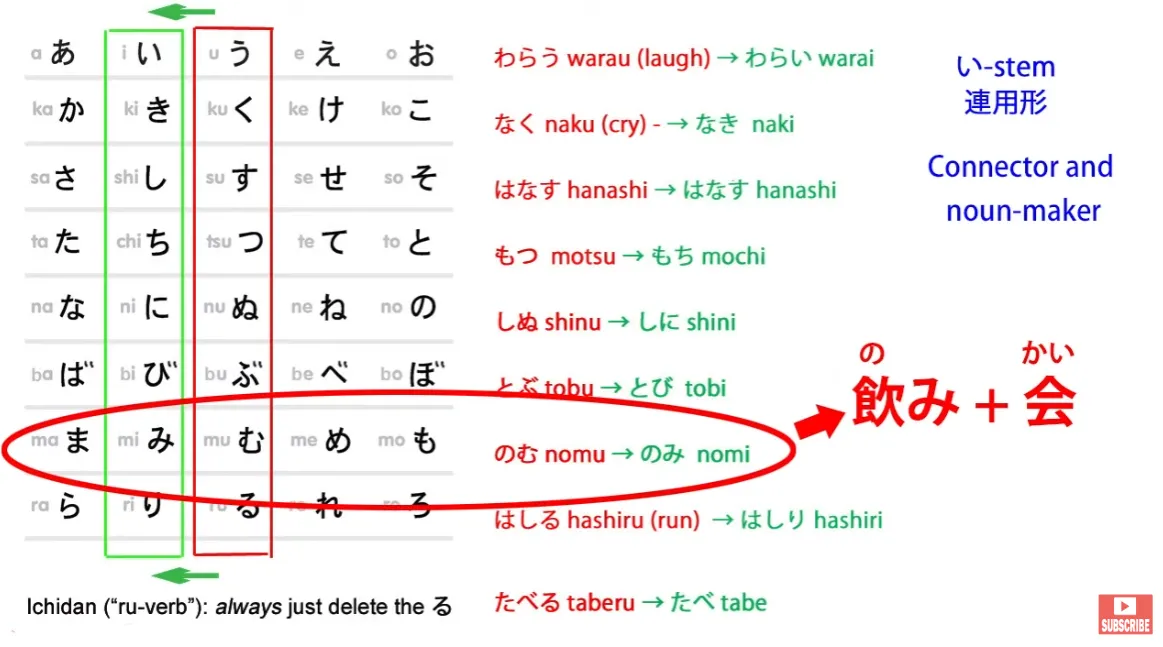 a あ i い u う e え o お
ka か ki き ku く ke け ko こ
sa さ shi し su す se せ so そ
ta た chi ち tsu つ te て to と
na な ni に nu ぬ ne ね no の
ba ば bi び bu ぶ be べ bo ぼ
ma ま mi み mu む me め mo も
ra ら ri り ru る re れ ro ろ
Ichidan (“ru-verb”): always just delete the る
わらう warau (laugh) → わらい warai
なく naku (cry) - → なき naki
はなす hanashi → はなす hanashi
もつ motsu → もち mochi
しぬ shinu → しに shini
とぶ tobu → とび tobi
のむ nomu → のみ nomi
はしる hashiru (run) → はしり hashiri
たべる taberu → たべ tabe
い-stem
連用形
Connector and
noun-maker
の かい
飲み + 会
SUBSCRIBE